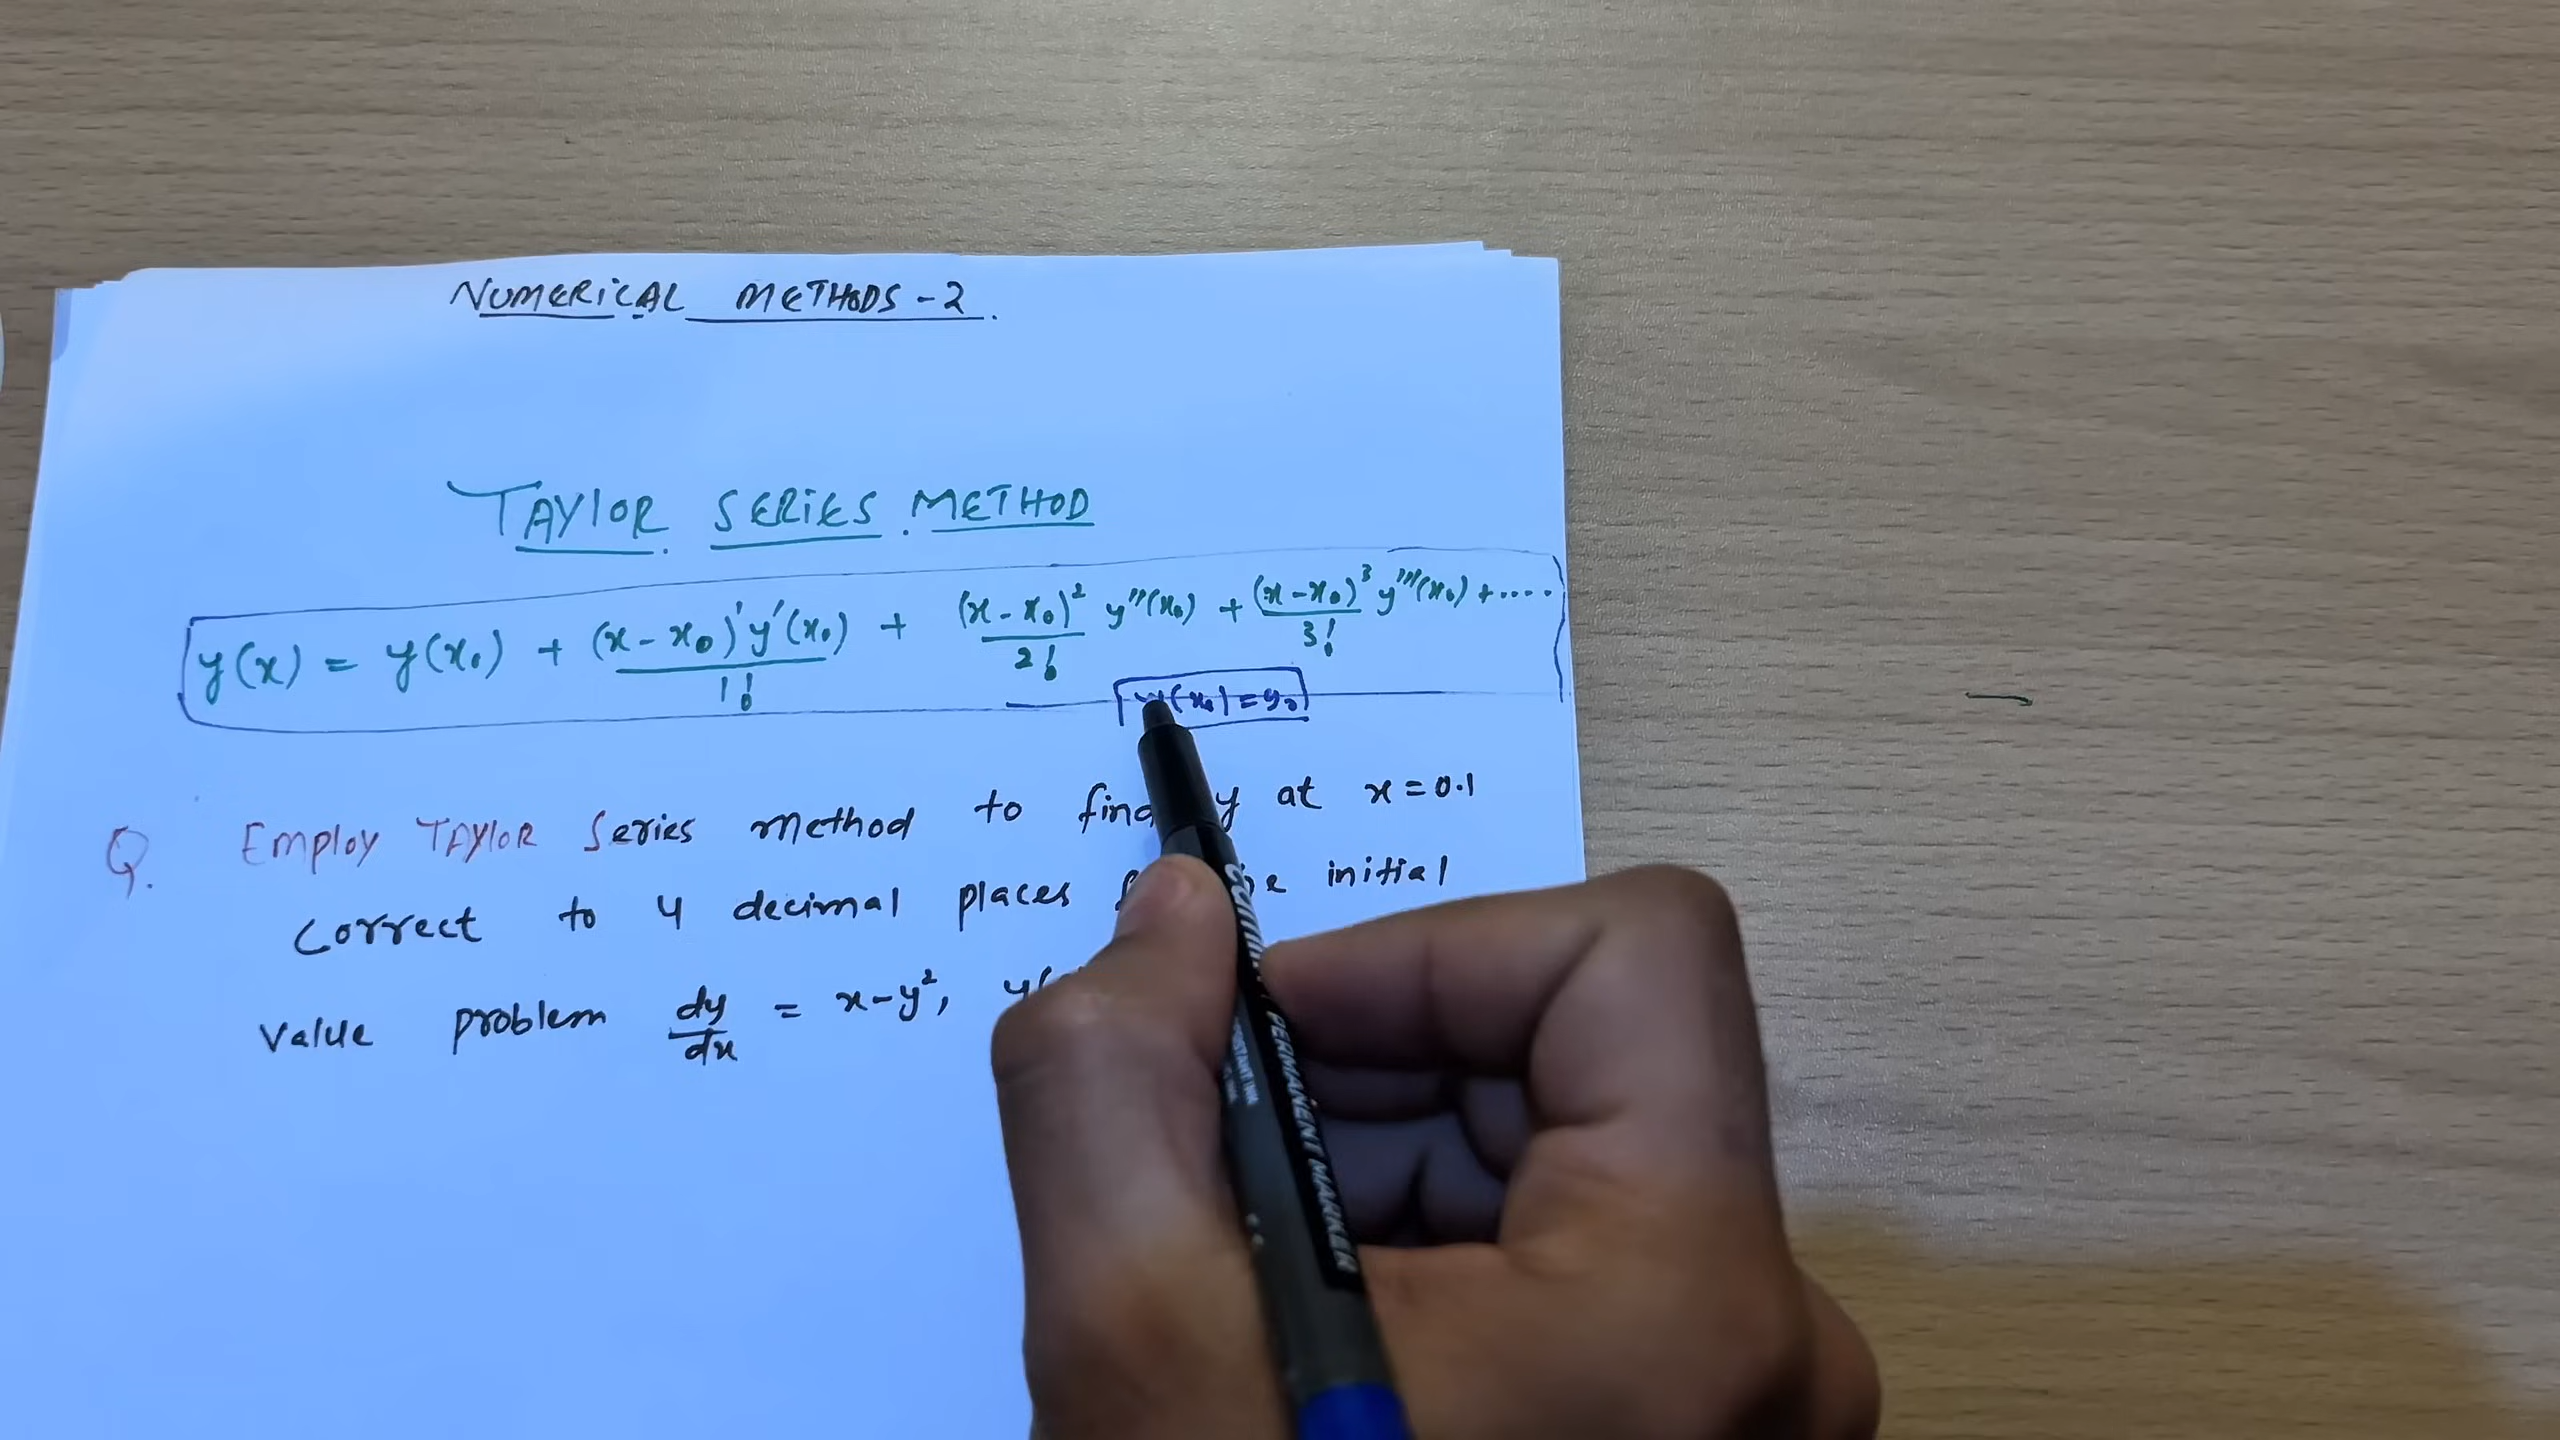 NUMERICAL METHODS - 2.
TAYLOR SERIES METHOD
y(x) = y(x₀) + (x - x₀)' y'(x₀) / 1! + (x - x₀)² / 2! y''(x₀) + (x - x₀)³ / 3! y'''(x₀) + ....
y(x₀) = y₀
Q. Employ TAYLOR Series Method to find y at x = 0.1
Correct to 4 decimal places initial
Value problem dy/dx = x - y²,
PERMANENT MARKER